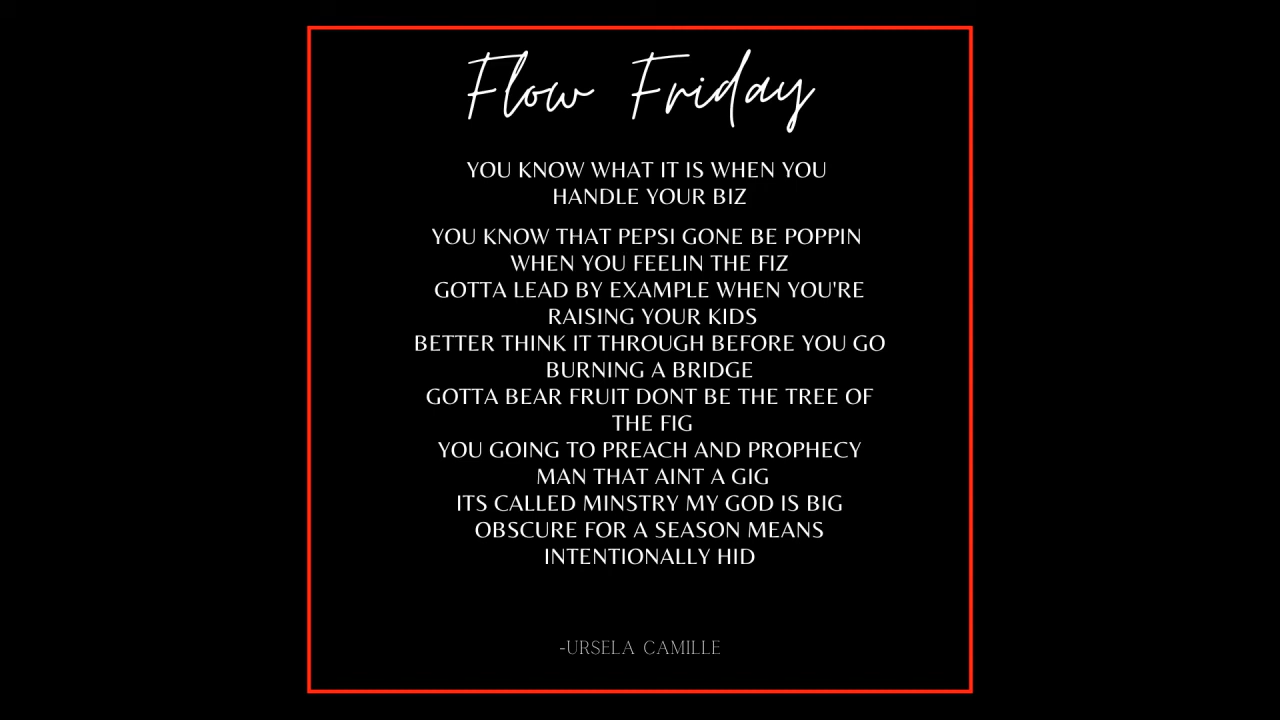 Flow Friday
YOU KNOW WHAT IT IS WHEN YOU
HANDLE YOUR BIZ
YOU KNOW THAT PEPSI GONE BE POPPIN
WHEN YOU FEELIN THE FIZ
GOTTA LEAD BY EXAMPLE WHEN YOU'RE
RAISING YOUR KIDS
BETTER THINK IT THROUGH BEFORE YOU GO
BURNING A BRIDGE
GOTTA BEAR FRUIT DONT BE THE TREE OF
THE FIG
YOU GOING TO PREACH AND PROPHECY
MAN THAT AINT A GIG
ITS CALLED MINSTRY MY GOD IS BIG
OBSCURE FOR A SEASON MEANS
INTENTIONALLY HID
-URSELA CAMILLE